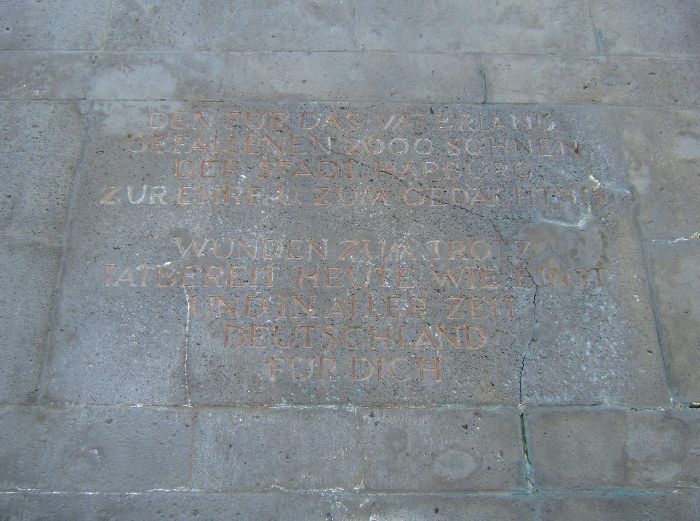 DEN FÜR DAS VATERLAND
GEFALLENEN 2000 SÖHNEN
DER STADT HARBURG
ZUR EHRE U. ZUM GEDÄCHTNIS
WUNDEN ZUM TROTZ
TATBEREIT HEUTE WIE EINST
UND IN ALLER ZEIT
DEUTSCHLAND
FÜR DICH